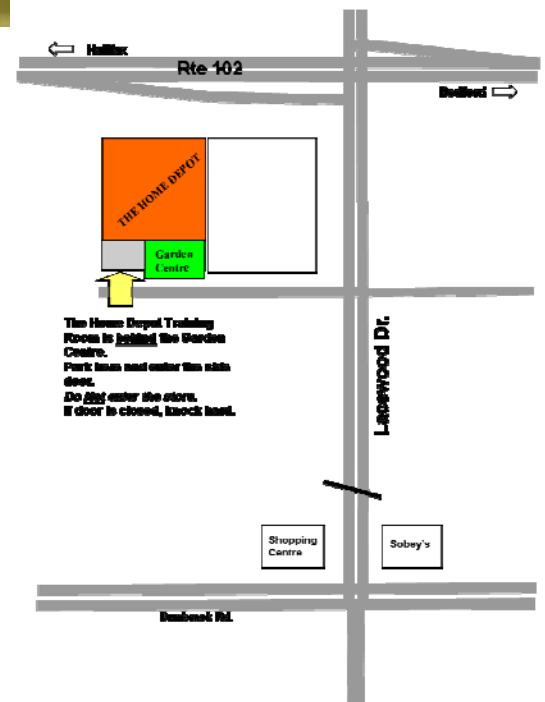 Halifax
Rte 102
Bedford
THE HOME DEPOT
Garden
Centre
The Home Depot Training
Room is behind the Garden
Centre.
Park here and enter the side
door.
Do Not enter the store.
If door is closed, knock hard.
Lacewood Dr.
Shopping
Centre
Sobey's
Rd.